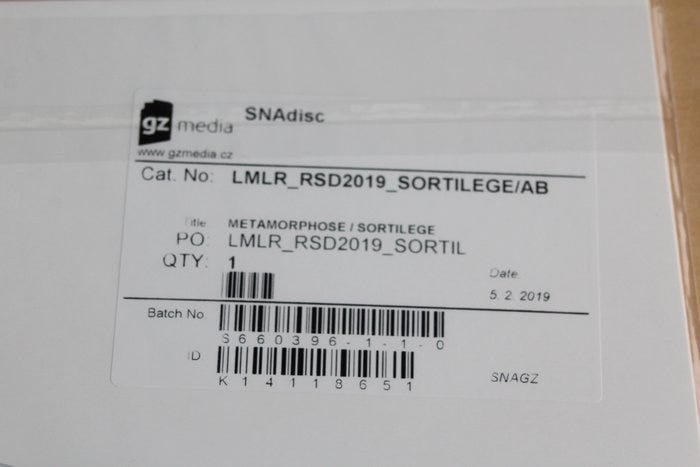 gz media
SNAdisc
www.gzmedia.cz
Cat. No: LMLR_RSD2019_SORTILEGE/AB
Title METAMORPHOSE / SORTILEGE
PO: LMLR_RSD2019_SORTIL
QTY: 1
Date:
5. 2. 2019
Batch No
S660396-1-1-0
ID
K14118651
SNAGZ